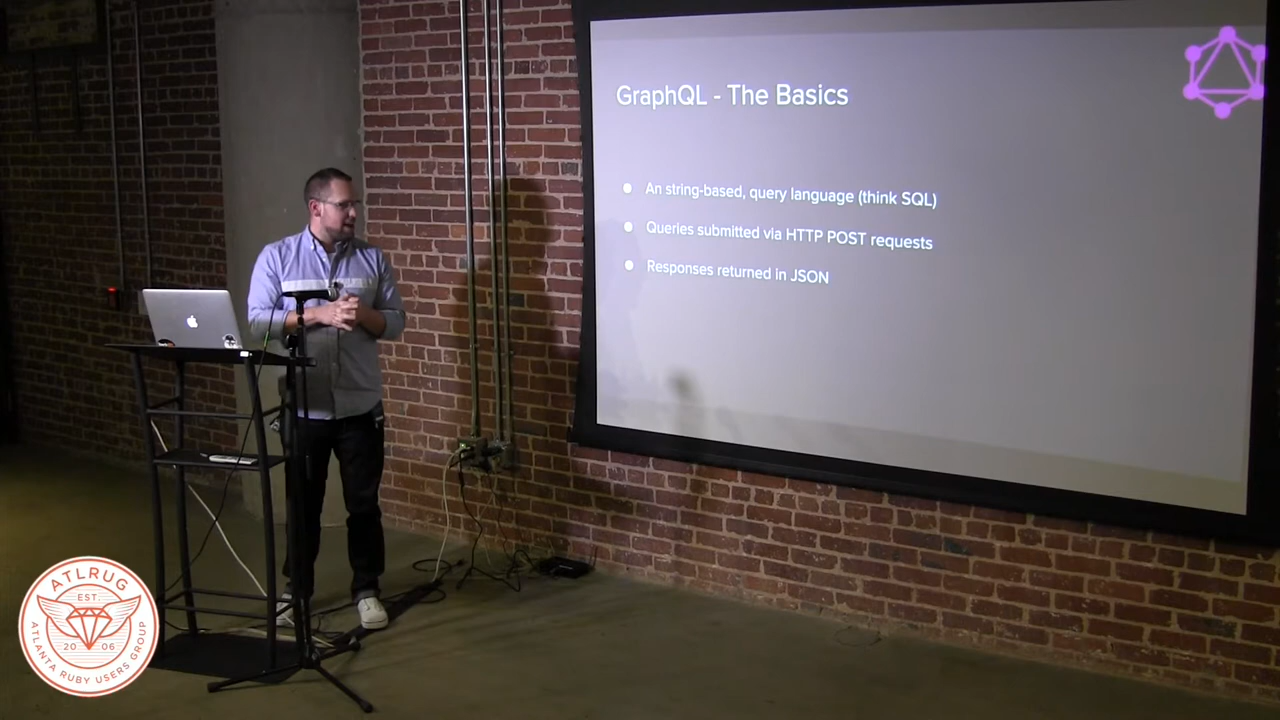 GraphQL - The Basics
An string-based, query language (think SQL)
Queries submitted via HTTP POST requests
Responses returned in JSON
ATLRUG
EST.
20 06
ATLANTA RUBY USERS GROUP